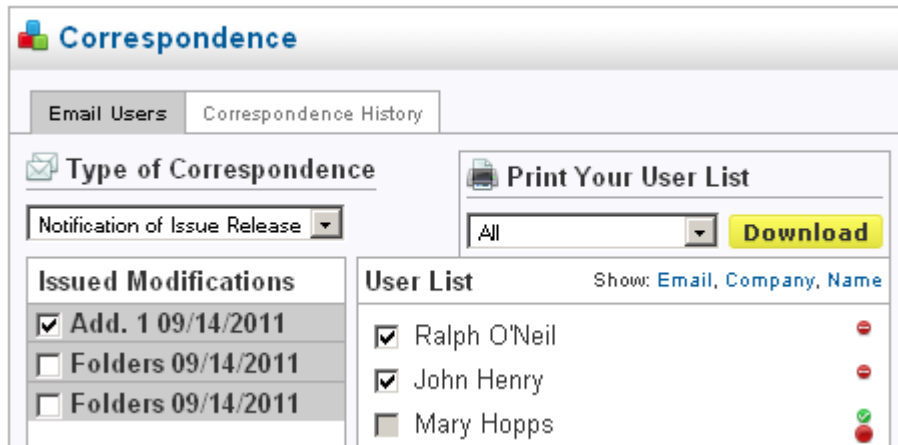 Correspondence
Email Users
Correspondence History
Type of Correspondence
Notification of Issue Release
Print Your User List
All
Download
Issued Modifications
Add. 1 09/14/2011
Folders 09/14/2011
Folders 09/14/2011
User List
Show: Email, Company, Name
Ralph O'Neil
John Henry
Mary Hopps